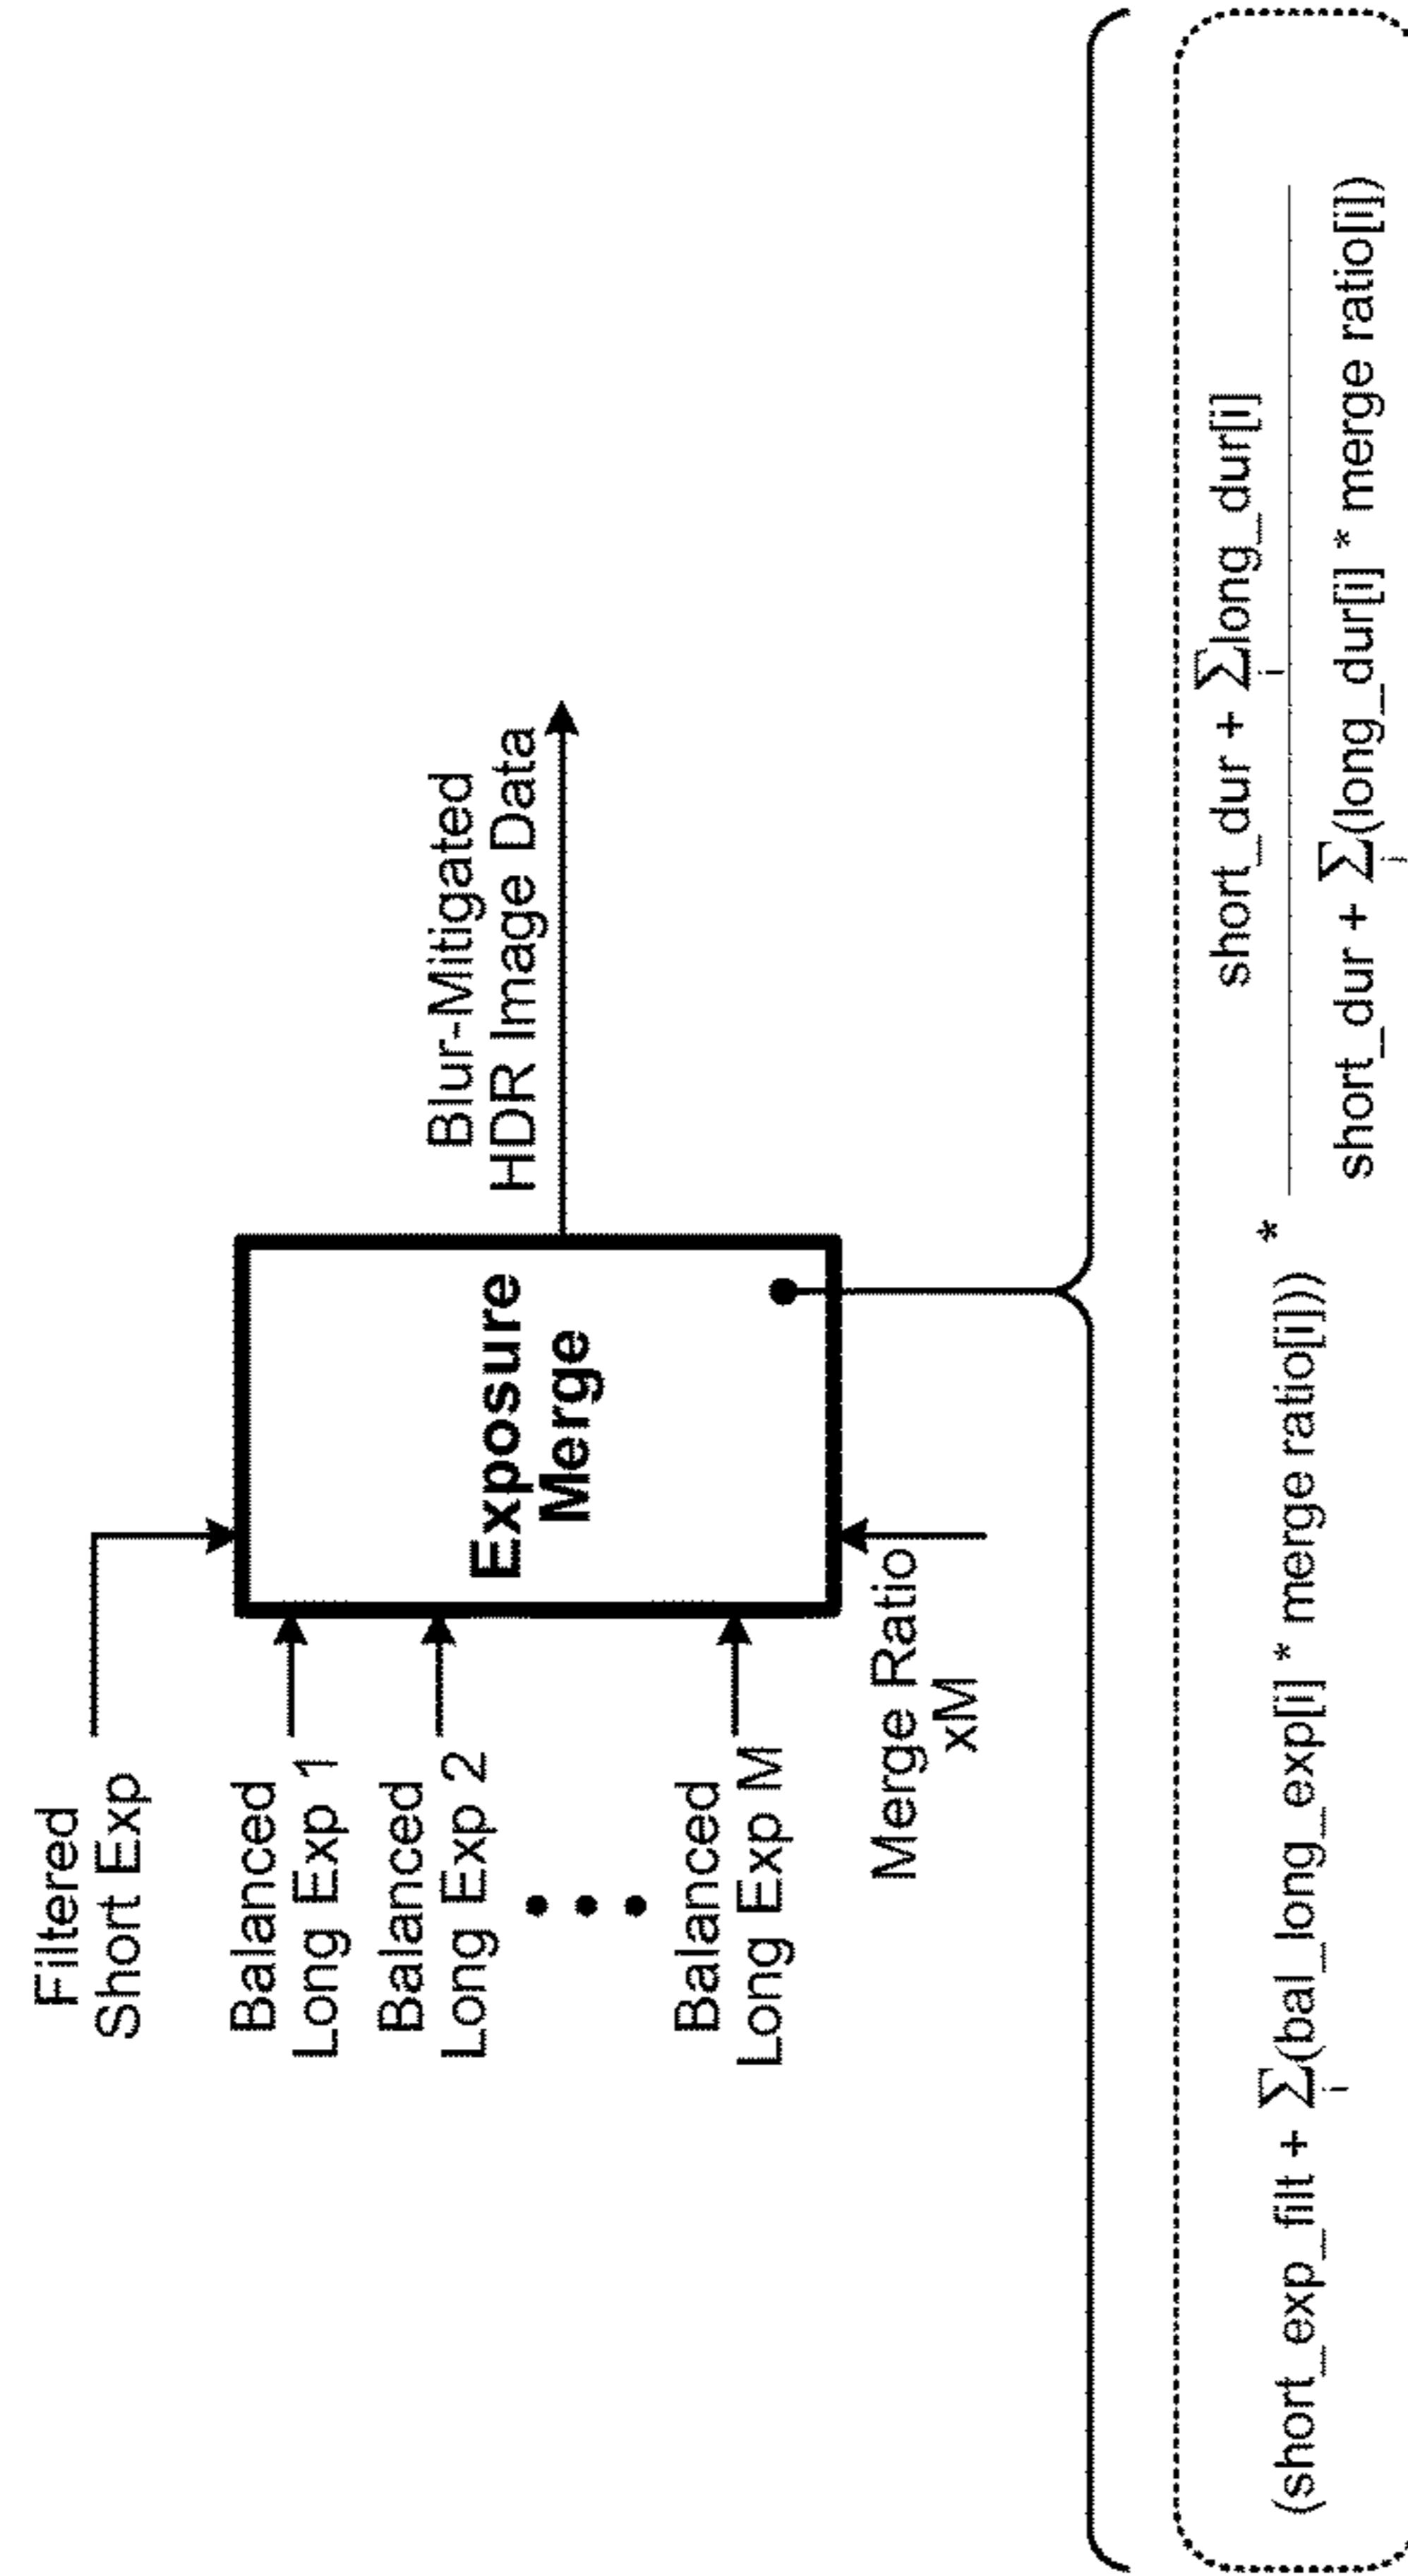 Filtered
Short Exp
Balanced
Long Exp 1
Balanced
Long Exp 2
Balanced
Long Exp M
Merge Ratio
xM
Exposure
Merge
Blur-Mitigated
HDR Image Data
(short_exp_filt + ∑(bal_long_exp[i] * merge ratio[i])) *
i
short_dur + ∑long_dur[i]
i
short_dur + ∑(long_dur[i] * merge ratio[i])
i